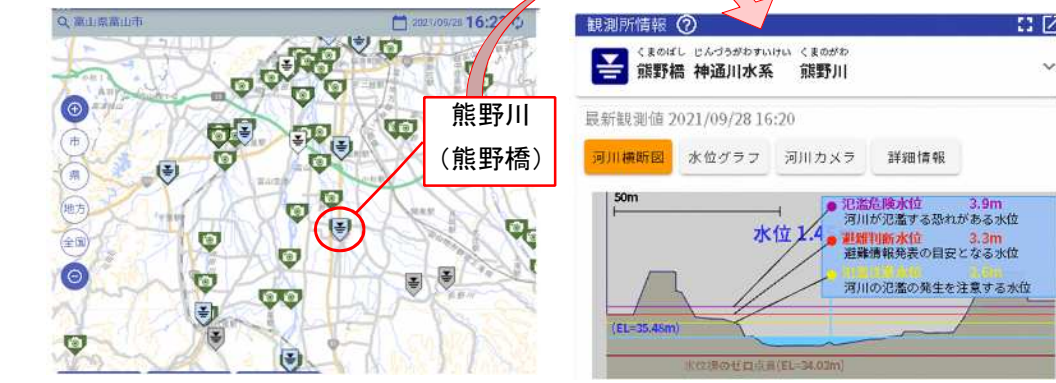 富山県富山市
2021/09/28 16:23
市
県
地方
全国
熊野川
（熊野橋）
観測所情報
くまのばし じんづうがわすいけい くまのがわ
熊野橋 神通川水系 熊野川
最新観測値 2021/09/28 16:20
河川横断図 水位グラフ 河川カメラ 詳細情報
50m
水位 1.4
氾濫危険水位 3.9m
河川が氾濫する恐れがある水位
避難判断水位 3.3m
避難情報発表の目安となる水位
氾濫注意水位
河川の氾濫の発生を注意する水位
(EL=35.48m)
水位標のゼロ点高(EL=34.03m)